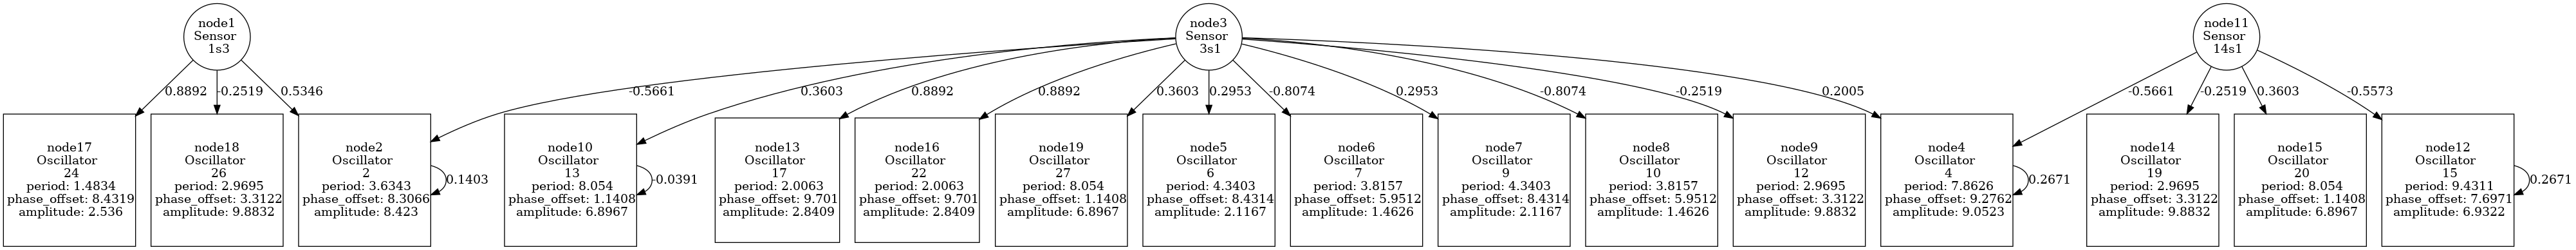 node1
Sensor
1s3
node3
Sensor
3s1
node11
Sensor
14s1
0.8892
-0.2519
0.5346
-0.5661
0.3603
0.8892
0.8892
0.3603
0.2953
-0.8074
0.2953
-0.8074
-0.2519
0.2005
-0.5661
-0.2519
0.3603
-0.5573
node17
Oscillator
24
period: 1.4834
phase_offset: 8.4319
amplitude: 2.536
node18
Oscillator
26
period: 2.9695
phase_offset: 3.3122
amplitude: 9.8832
node2
Oscillator
2
period: 3.6343
phase_offset: 8.3066
amplitude: 8.423
0.1403
node10
Oscillator
13
period: 8.054
phase_offset: 1.1408
amplitude: 6.8967
-0.0391
node13
Oscillator
17
period: 2.0063
phase_offset: 9.701
amplitude: 2.8409
node16
Oscillator
22
period: 2.0063
phase_offset: 9.701
amplitude: 2.8409
node19
Oscillator
27
period: 8.054
phase_offset: 1.1408
amplitude: 6.8967
node5
Oscillator
6
period: 4.3403
phase_offset: 8.4314
amplitude: 2.1167
node6
Oscillator
7
period: 3.8157
phase_offset: 5.9512
amplitude: 1.4626
node7
Oscillator
9
period: 4.3403
phase_offset: 8.4314
amplitude: 2.1167
node8
Oscillator
10
period: 3.8157
phase_offset: 5.9512
amplitude: 1.4626
node9
Oscillator
12
period: 2.9695
phase_offset: 3.3122
amplitude: 9.8832
node4
Oscillator
4
period: 7.8626
phase_offset: 9.2762
amplitude: 9.0523
0.2671
node14
Oscillator
19
period: 2.9695
phase_offset: 3.3122
amplitude: 9.8832
node15
Oscillator
20
period: 8.054
phase_offset: 1.1408
amplitude: 6.8967
node12
Oscillator
15
period: 9.4311
phase_offset: 7.6971
amplitude: 6.9322
0.2671